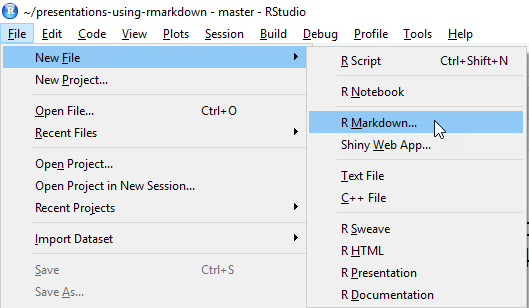 R ~/presentations-using-rmarkdown - master - RStudio
File Edit Code View Plots Session Build Debug Profile Tools Help
New File
New Project...
Open File... Ctrl+O
Recent Files
Open Project...
Open Project in New Session...
Recent Projects
Import Dataset
Save Ctrl+S
Save As...
R Script Ctrl+Shift+N
R Notebook
R Markdown...
Shiny Web App...
Text File
C++ File
R Sweave
R HTML
R Presentation
R Documentation